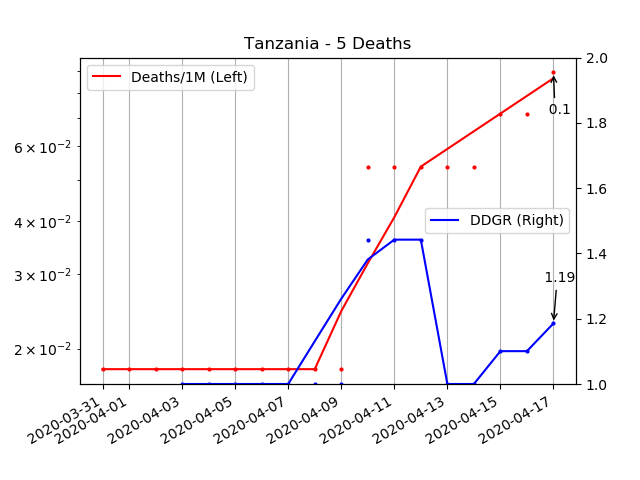 Tanzania - 5 Deaths
Deaths/1M (Left)
DDGR (Right)
6 × 10⁻²
4 × 10⁻²
3 × 10⁻²
2 × 10⁻²
2.0
1.8
1.6
1.4
1.2
1.0
0.1
1.19
2020-03-31
2020-04-01
2020-04-03
2020-04-05
2020-04-07
2020-04-09
2020-04-11
2020-04-13
2020-04-15
2020-04-17